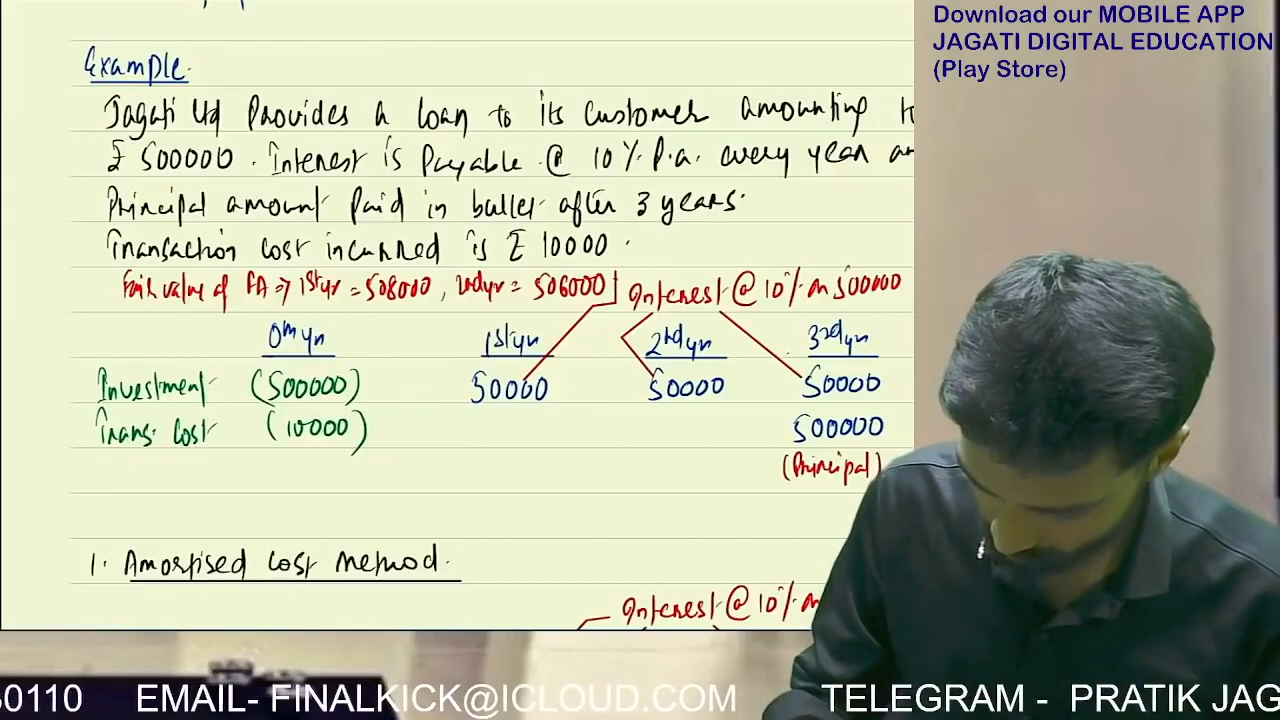 Download our MOBILE APP
JAGATI DIGITAL EDUCATION
(Play Store)
Example.
Jagati Ltd Provides a loan to its customer amounting
₹ 500000. Interest is Payable @ 10% P.a. every year
Principal amount Paid in bullet after 3 years.
Transaction cost incurred is ₹ 10000.
Fair value of FA => 1st yr = 508000, 2nd yr = 506000
Interest @ 10% on 500000
0th yr 1st yr 2nd yr 3rd yr
Investment (500000) 50000 50000 50000
Trans. Cost (10000) 500000
(Principal)
1. Amortised Cost Method.
Interest @ 10% on
0110 EMAIL- FINALKICK@ICLOUD.COM TELEGRAM - PRATIK JAG